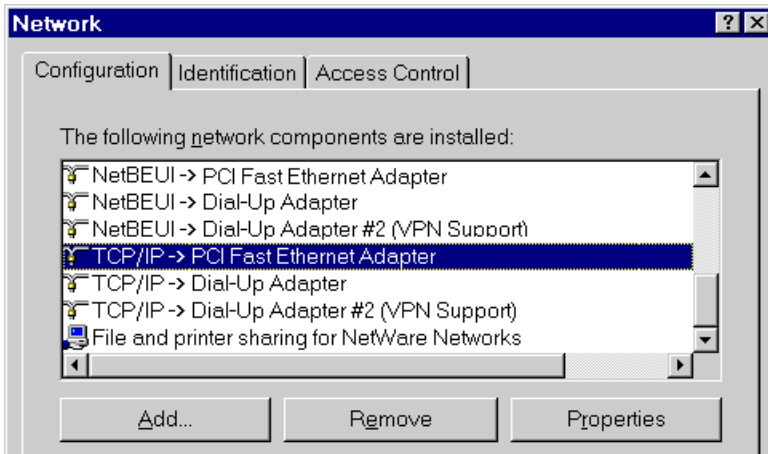 Network
Configuration Identification Access Control
The following network components are installed:
NetBEUI -> PCI Fast Ethernet Adapter
NetBEUI -> Dial-Up Adapter
NetBEUI -> Dial-Up Adapter #2 (VPN Support)
TCP/IP -> PCI Fast Ethernet Adapter
TCP/IP -> Dial-Up Adapter
TCP/IP -> Dial-Up Adapter #2 (VPN Support)
File and printer sharing for NetWare Networks
Add... Remove Properties